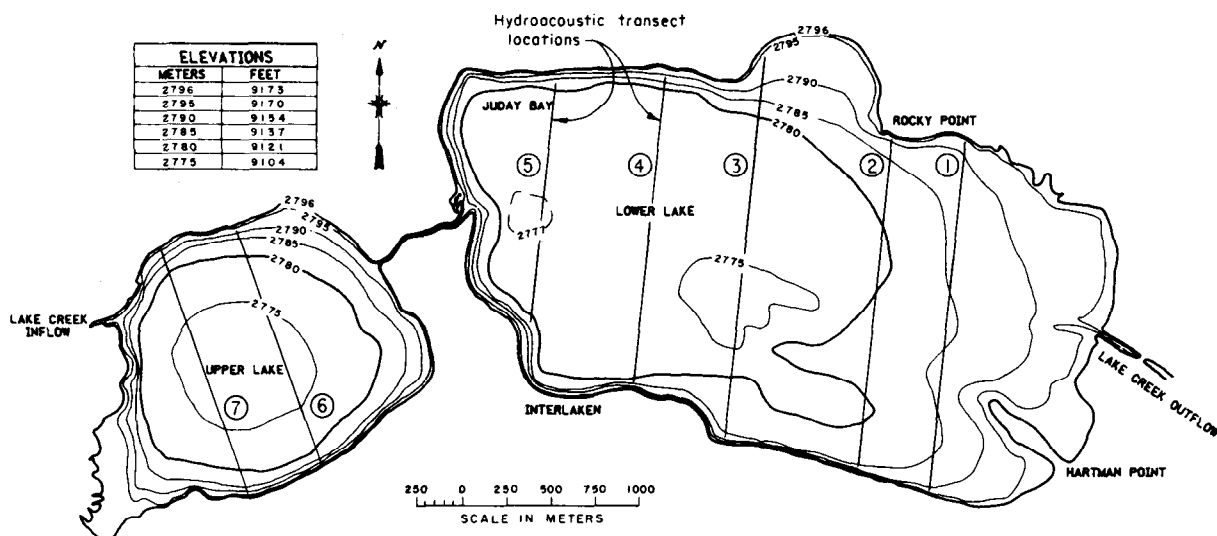 ELEVATIONS
METERS FEET
2796 9173
2795 9170
2790 9154
2785 9137
2780 9121
2775 9104
N
Hydroacoustic transect
locations
2796
2795
2790
2785
2780
JUDAY BAY
ROCKY POINT
5
4
3
2
1
LOWER LAKE
2777
2775
2796
2795
2790
2785
2780
2775
LAKE CREEK
INFLOW
UPPER LAKE
7
6
INTERLAKEN
LAKE CREEK OUTFLOW
HARTMAN POINT
250 0 250 500 750 1000
SCALE IN METERS